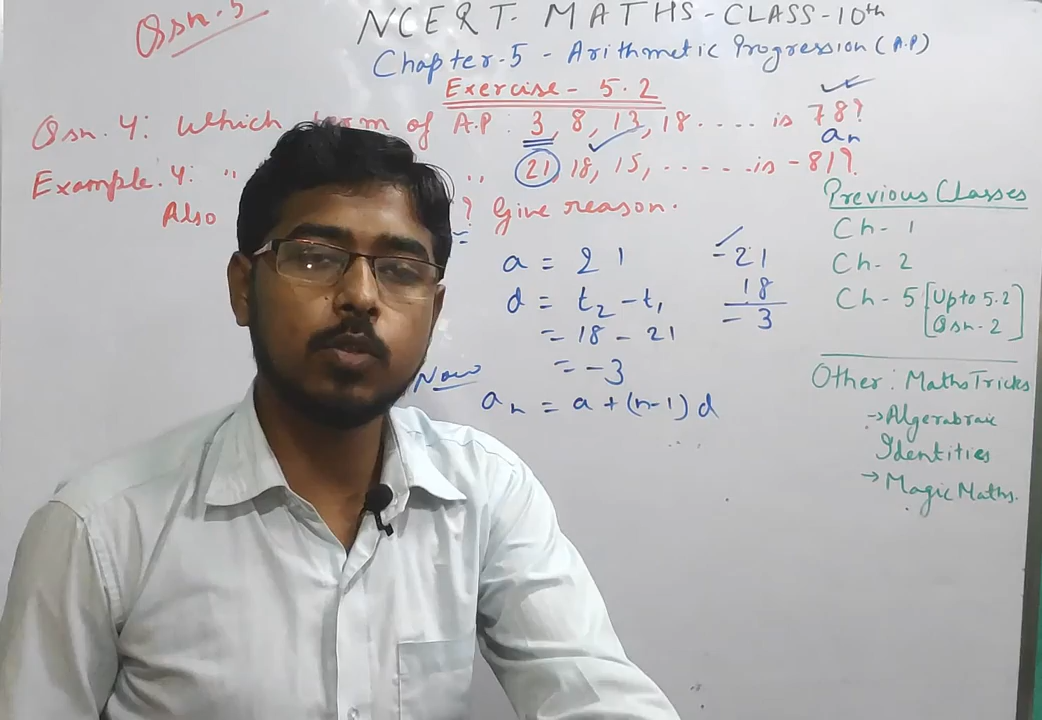 Qsn.5
NCERT MATHS-CLASS-10th
Chapter.5 - Arithmetic Progression (A.P)
Exercise - 5.2
Qsn. 4: Which term of A.P : 3, 8, 13, 18 .... is 78?
an
Example. 4: " " 21, 18, 15, ...... is -81?
Also ? Give reason.
a = 21
d = t2 - t1
= 18 - 21
= -3
Now
an = a + (n-1) d
-21
18
-3
Previous Classes
Ch- 1
Ch- 2
Ch- 5 [Upto 5.2
Qsn- 2]
Other: Maths Tricks
→ Algerabraic
Identities
→ Magic Maths.